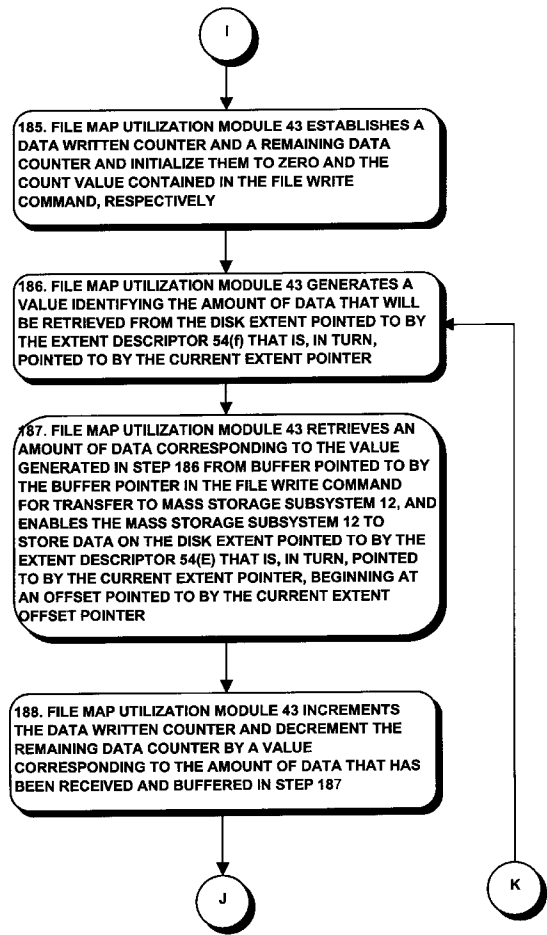 I
185. FILE MAP UTILIZATION MODULE 43 ESTABLISHES A
DATA WRITTEN COUNTER AND A REMAINING DATA
COUNTER AND INITIALIZE THEM TO ZERO AND THE
COUNT VALUE CONTAINED IN THE FILE WRITE
COMMAND, RESPECTIVELY
186. FILE MAP UTILIZATION MODULE 43 GENERATES A
VALUE IDENTIFYING THE AMOUNT OF DATA THAT WILL
BE RETRIEVED FROM THE DISK EXTENT POINTED TO BY
THE EXTENT DESCRIPTOR 54(f) THAT IS, IN TURN,
POINTED TO BY THE CURRENT EXTENT POINTER
187. FILE MAP UTILIZATION MODULE 43 RETRIEVES AN
AMOUNT OF DATA CORRESPONDING TO THE VALUE
GENERATED IN STEP 186 FROM BUFFER POINTED TO BY
THE BUFFER POINTER IN THE FILE WRITE COMMAND
FOR TRANSFER TO MASS STORAGE SUBSYSTEM 12, AND
ENABLES THE MASS STORAGE SUBSYSTEM 12 TO
STORE DATA ON THE DISK EXTENT POINTED TO BY THE
EXTENT DESCRIPTOR 54(E) THAT IS, IN TURN, POINTED
TO BY THE CURRENT EXTENT POINTER, BEGINNING AT
AN OFFSET POINTED TO BY THE CURRENT EXTENT
OFFSET POINTER
188. FILE MAP UTILIZATION MODULE 43 INCREMENTS
THE DATA WRITTEN COUNTER AND DECREMENT THE
REMAINING DATA COUNTER BY A VALUE
CORRESPONDING TO THE AMOUNT OF DATA THAT HAS
BEEN RECEIVED AND BUFFERED IN STEP 187
J
K